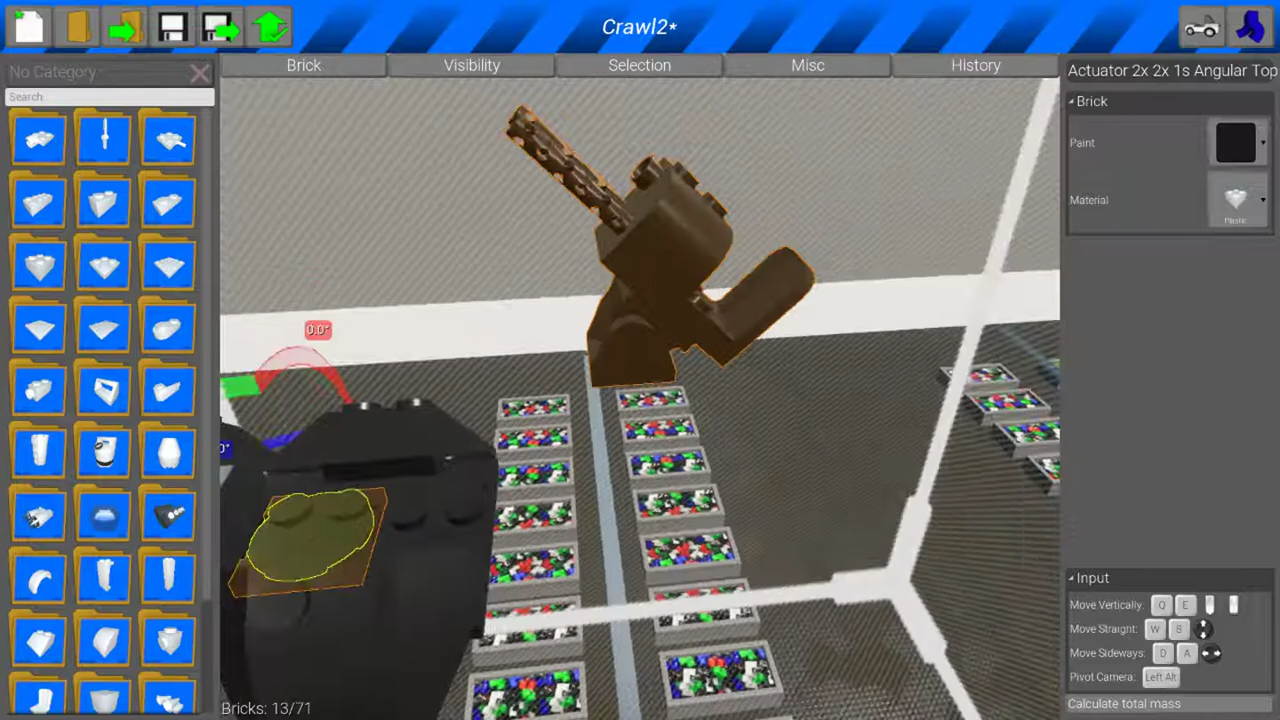 Crawl2*
No Category
Search
Brick
Visibility
Selection
Misc
History
Actuator 2x 2x 1s Angular Top
Brick
Paint
Material
Plastic
0.0°
Input
Move Vertically: Q E
Move Straight: W S
Move Sideways: D A
Pivot Camera: Left Alt
Calculate total mass
Bricks: 13/71